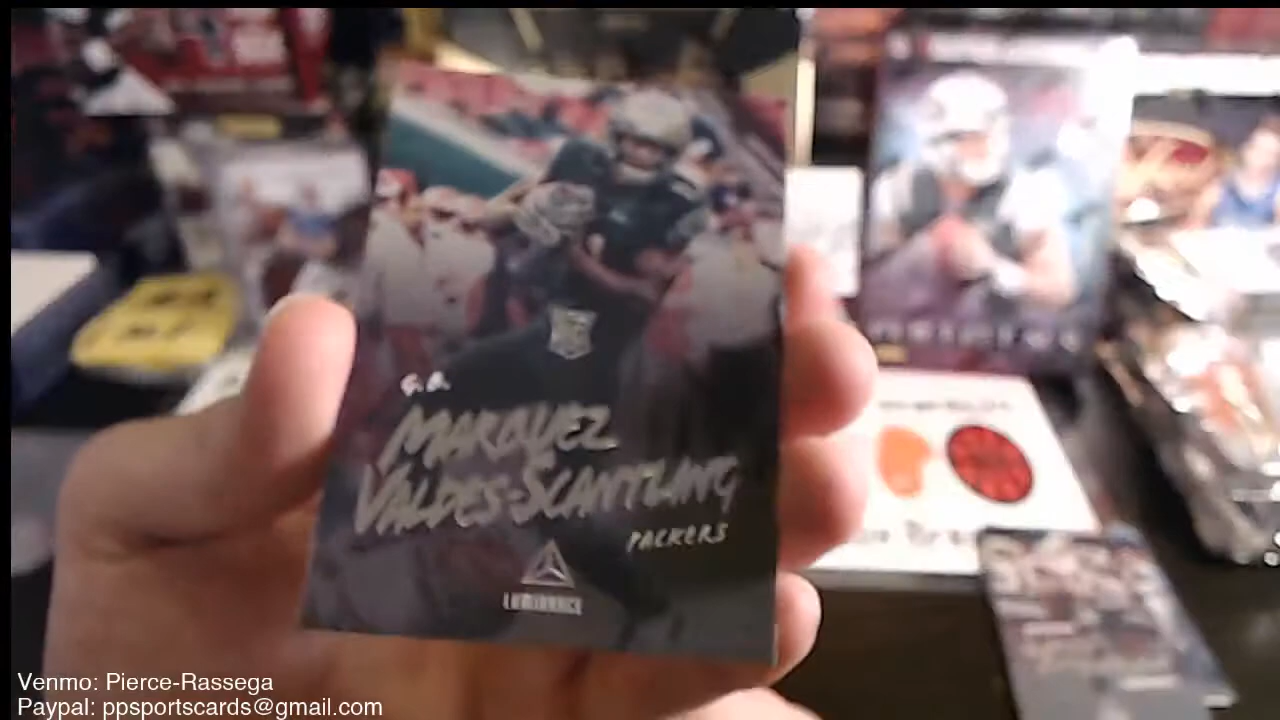 G. B.
MARQUEZ
VALDES-SCANTLING
PACKERS
LUMINANCE
Venmo: Pierce-Rassega
Paypal: ppsportscards@gmail.com